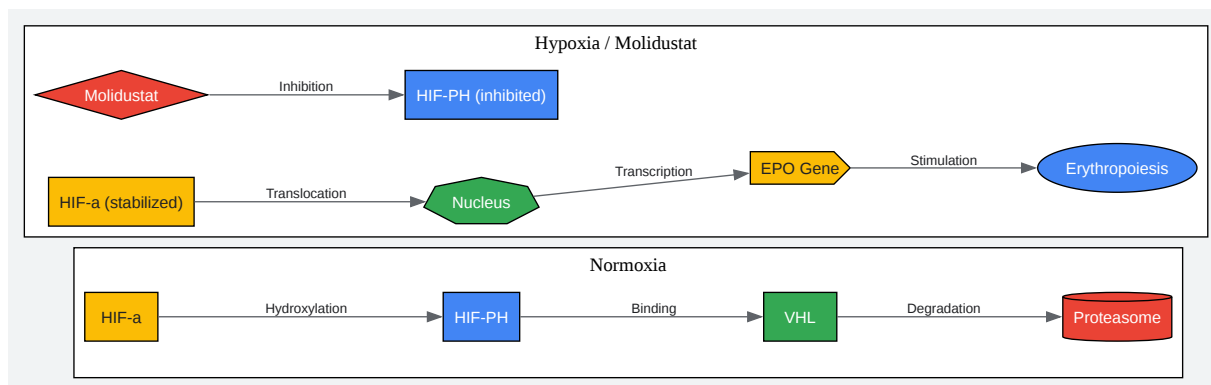 Hypoxia / Molidustat
Molidustat
Inhibition
HIF-PH (inhibited)
HIF-a (stabilized)
Translocation
Nucleus
Transcription
EPO Gene
Stimulation
Erythropoiesis
Normoxia
HIF-a
Hydroxylation
HIF-PH
Binding
VHL
Degradation
Proteasome